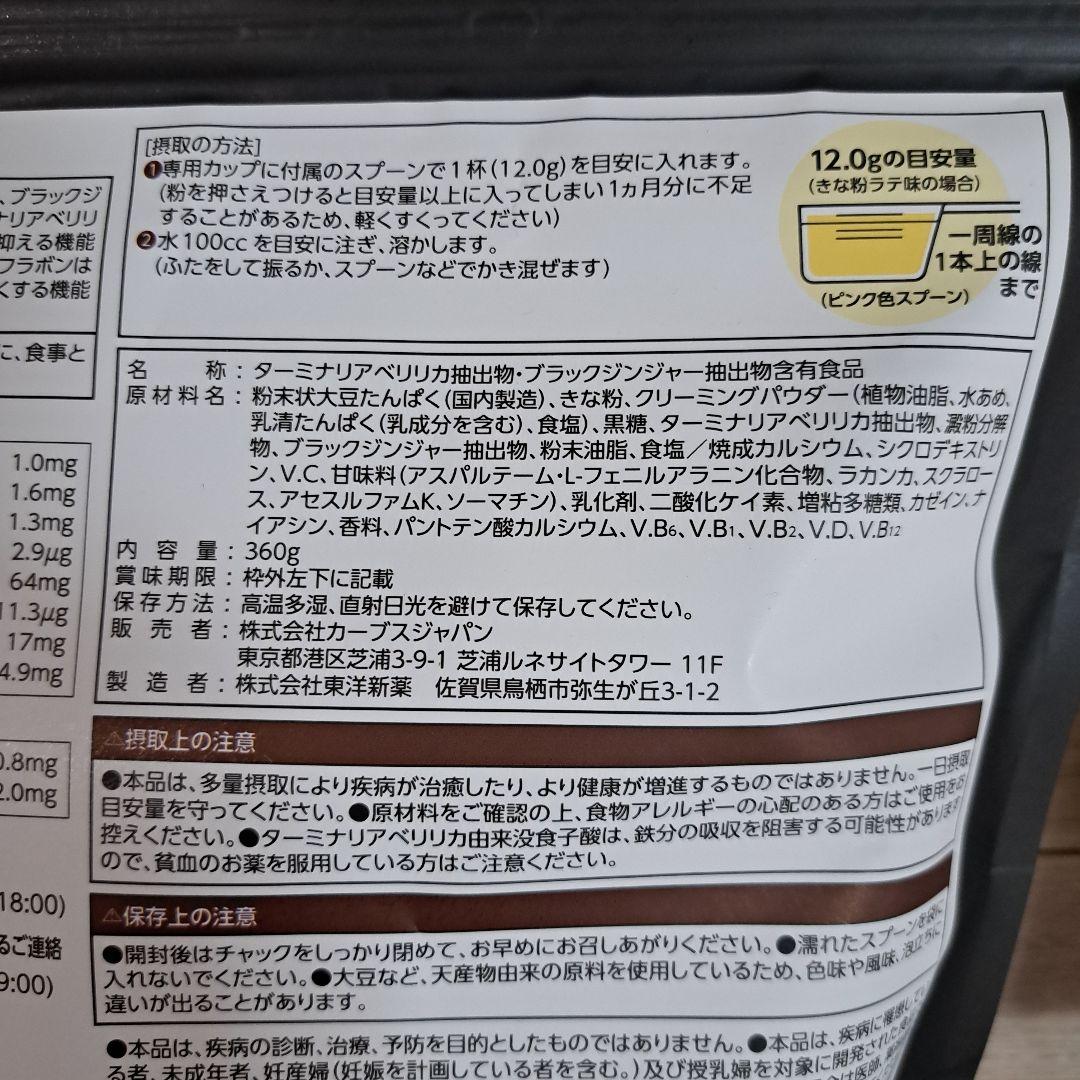 [摂取の方法]
❶専用カップに付属のスプーンで1杯(12.0g)を目安に入れます。
(粉を押さえつけると目安量以上に入ってしまい1ヵ月分に不足
することがあるため、軽くすくってください)
❷水100ccを目安に注ぎ、溶かします。
(ふたをして振るか、スプーンなどでかき混ぜます)
12.0gの目安量
(きな粉ラテ味の場合)
一周線の
1本上の線
まで
(ピンク色スプーン)
、ブラックジ
ナリアベリリ
抑える機能
フラボンは
くする機能
に、食事と
1.0mg
1.6mg
1.3mg
2.9μg
64mg
11.3μg
17mg
4.9mg
0.8mg
2.0mg
18:00)
るご連絡
9:00)
名称：ターミナリアベリリカ抽出物・ブラックジンジャー抽出物含有食品
原材料名：粉末状大豆たんぱく(国内製造)、きな粉、クリーミングパウダー(植物油脂、水あめ、
乳清たんぱく(乳成分を含む)、食塩)、黒糖、ターミナリアベリリカ抽出物、澱粉分解
物、ブラックジンジャー抽出物、粉末油脂、食塩／焼成カルシウム、シクロデキストリ
ン、V.C、甘味料(アスパルテーム・L-フェニルアラニン化合物、ラカンカ、スクラロー
ス、アセスルファムK、ソーマチン)、乳化剤、二酸化ケイ素、増粘多糖類、カゼイン、ナ
イアシン、香料、パントテン酸カルシウム、V.B6、V.B1、V.B2、V.D、V.B12
内容量：360g
賞味期限：枠外左下に記載
保存方法：高温多湿、直射日光を避けて保存してください。
販売者：株式会社カーブスジャパン
東京都港区芝浦3-9-1 芝浦ルネサイトタワー 11F
製造者：株式会社東洋新薬 佐賀県鳥栖市弥生が丘3-1-2
⚠摂取上の注意
●本品は、多量摂取により疾病が治癒したり、より健康が増進するものではありません。一日摂取
目安量を守ってください。●原材料をご確認の上、食物アレルギーの心配のある方はご使用をお
控えください。●ターミナリアベリリカ由来没食子酸は、鉄分の吸収を阻害する可能性があります
ので、貧血のお薬を服用している方はご注意ください。
⚠保存上の注意
●開封後はチャックをしっかり閉めて、お早めにお召しあがりください。●濡れたスプーンを袋に
入れないでください。●大豆など、天産物由来の原料を使用しているため、色味や風味、泡立ちに
違いが出ることがあります。
●本品は、疾病の診断、治療、予防を目的としたものではありません。●本品は、疾病に罹患してい
る者、未成年者、妊産婦(妊娠を計画している者を含む。)及び授乳婦を対象に開発された食